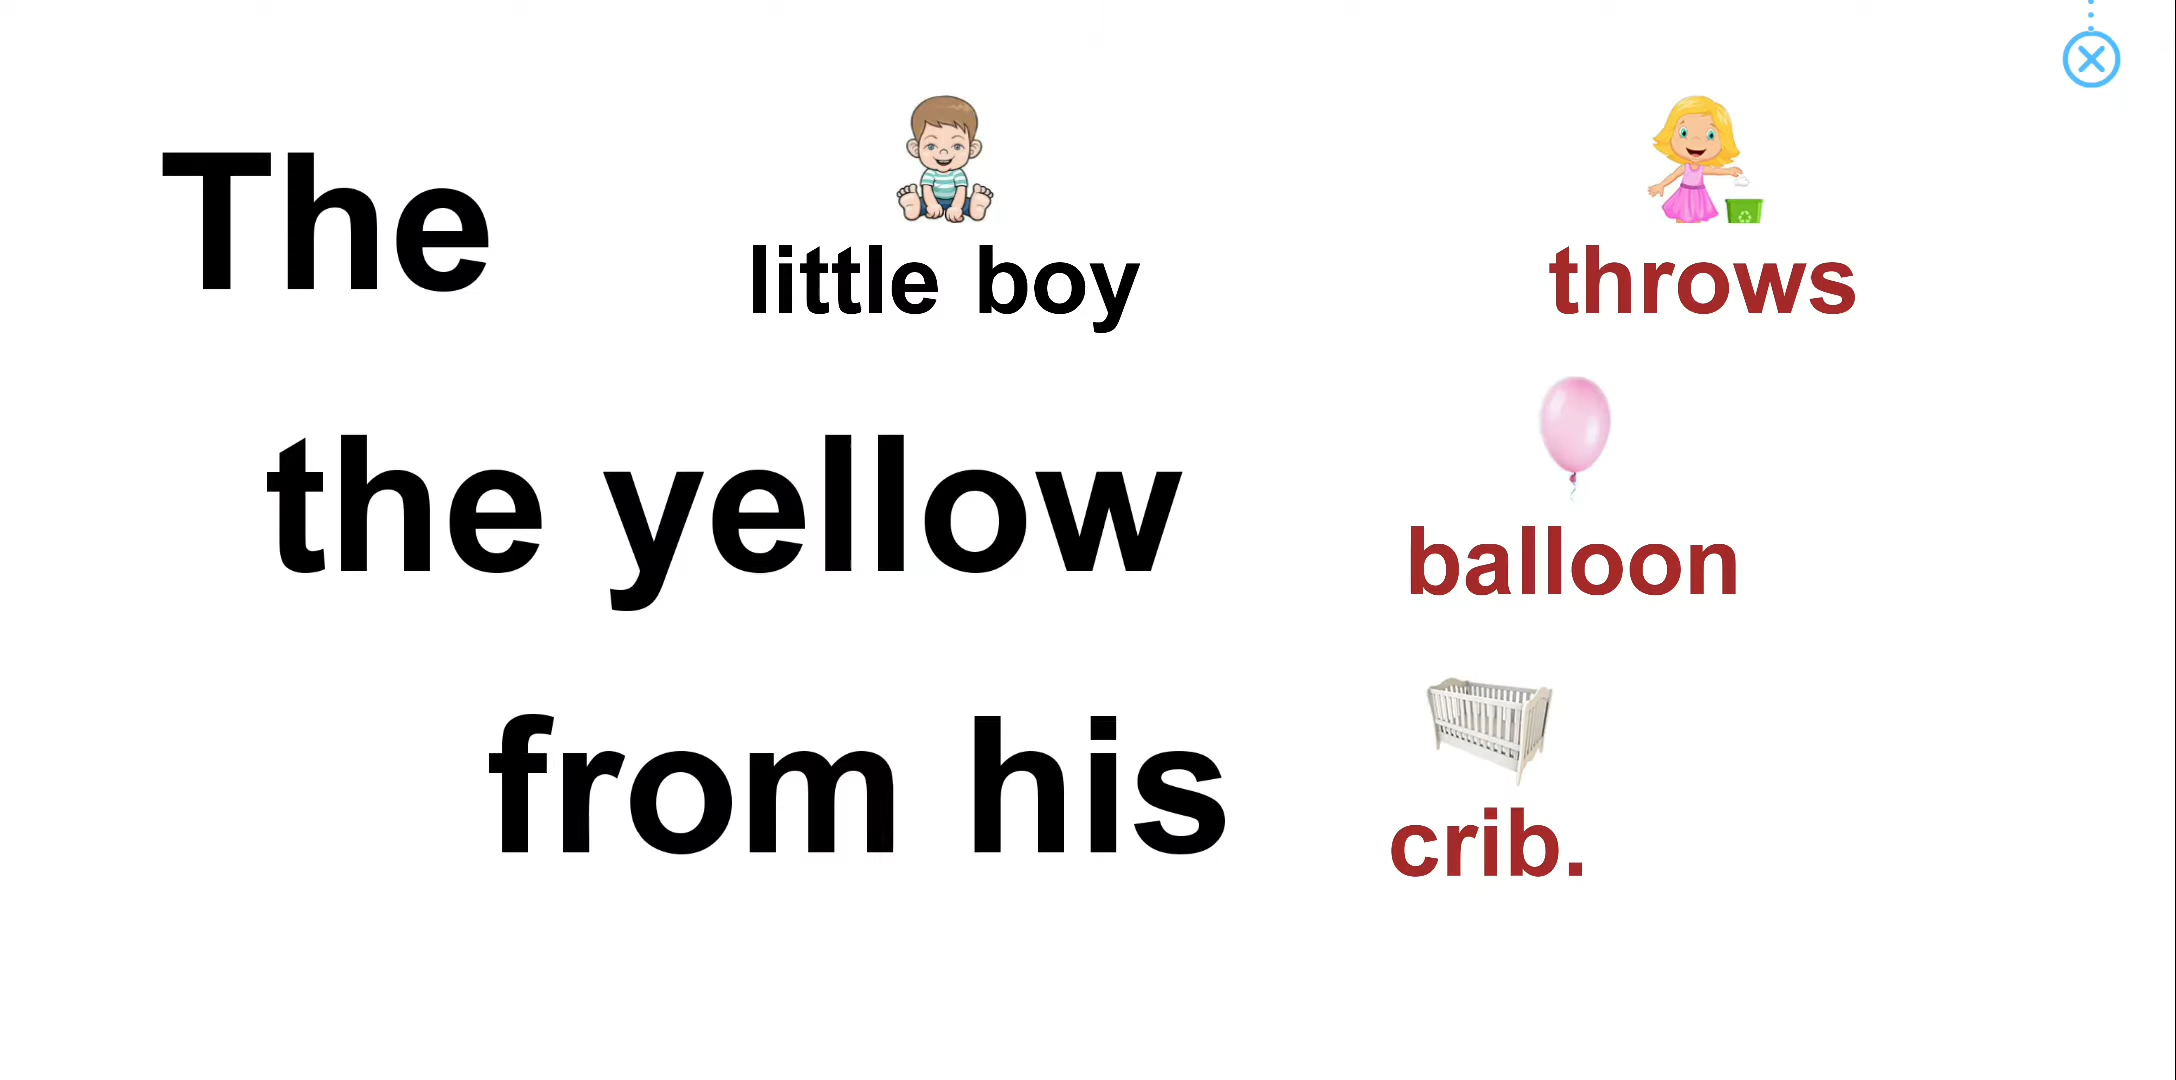 The little boy throws
the yellow balloon
from his crib.